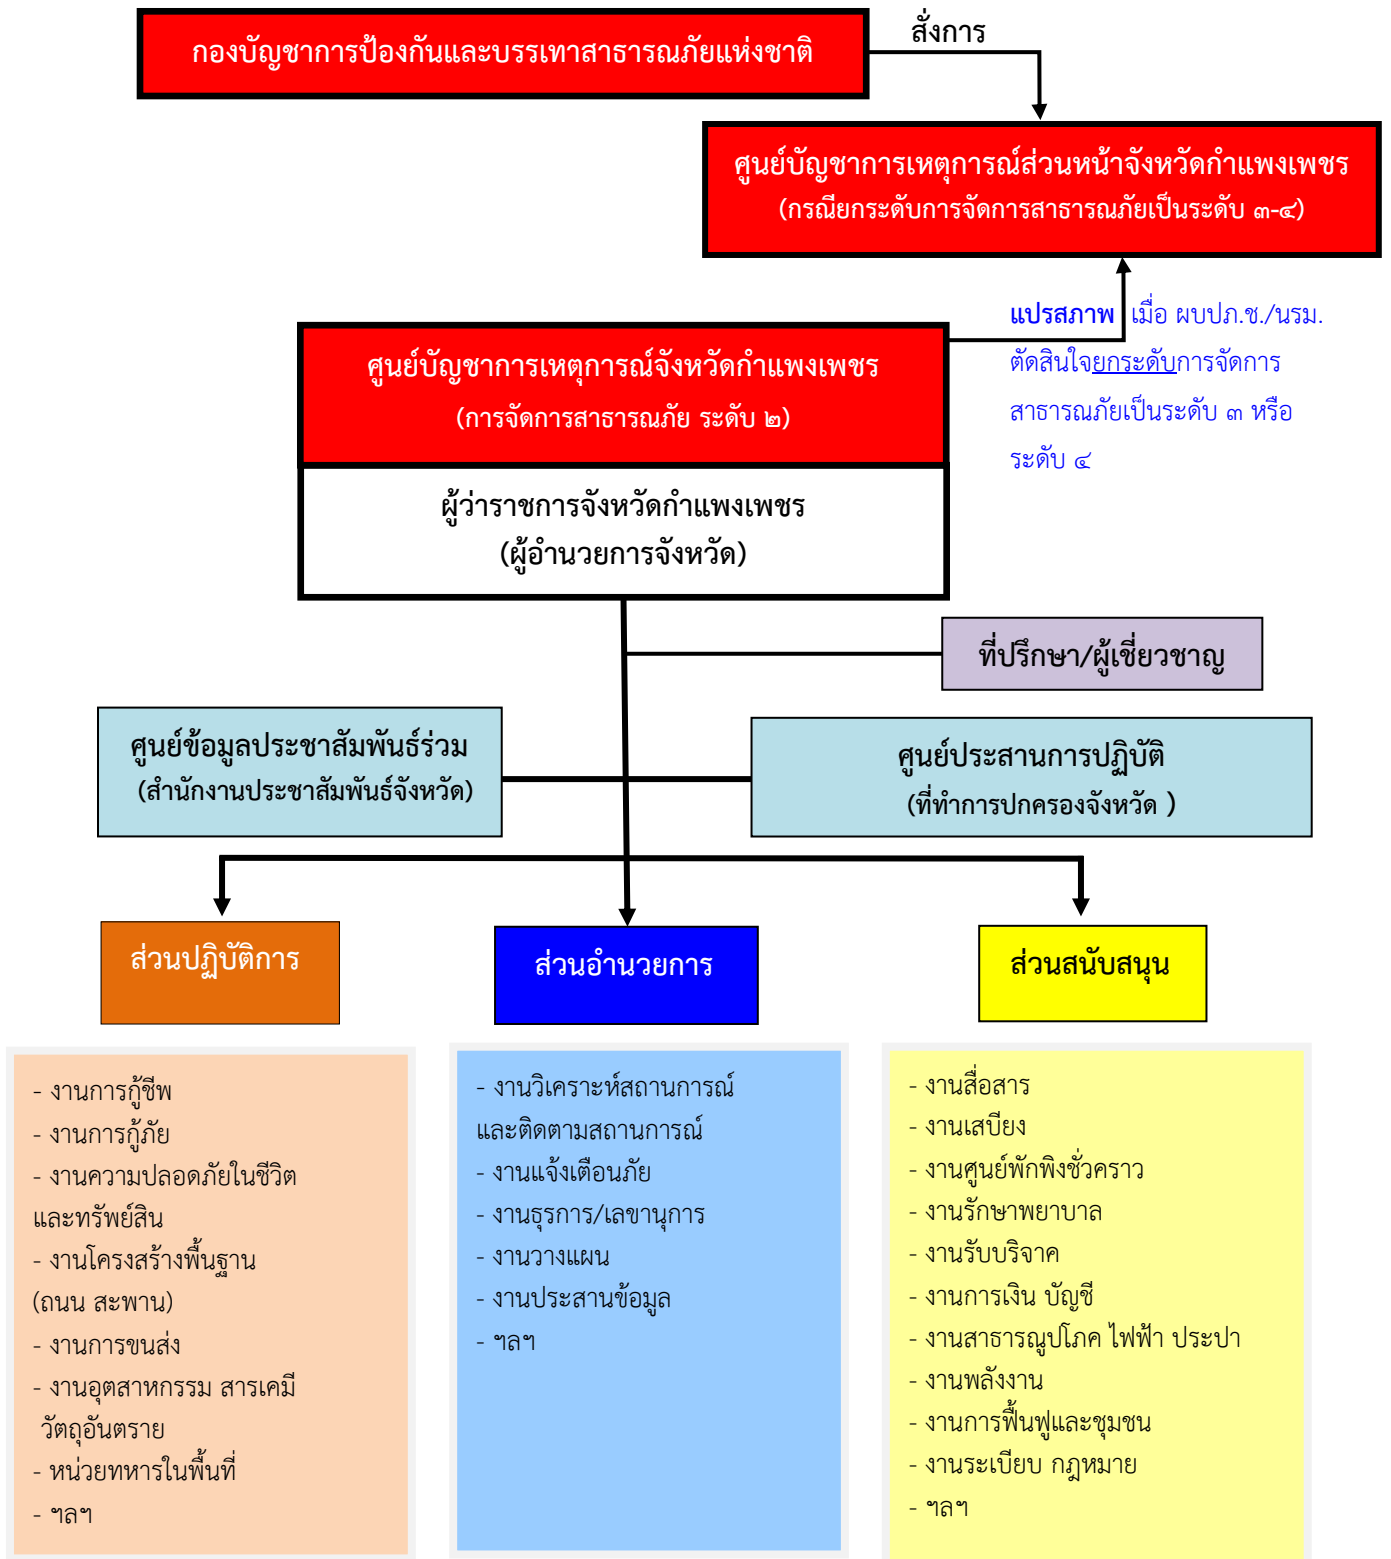 สั่งการ
กองบัญชาการป้องกันและบรรเทาสาธารณภัยแห่งชาติ
ศูนย์บัญชาการเหตุการณ์ส่วนหน้าจังหวัดกำแพงเพชร
(กรณียกระดับการจัดการสาธารณภัยเป็นระดับ ๓-๔)
แปรสภาพ เมื่อ ผบปภ.ช./นรม.
ตัดสินใจยกระดับการจัดการ
สาธารณภัยเป็นระดับ ๓ หรือ
ระดับ ๔
ศูนย์บัญชาการเหตุการณ์จังหวัดกำแพงเพชร
(การจัดการสาธารณภัย ระดับ ๒)
ผู้ว่าราชการจังหวัดกำแพงเพชร
(ผู้อำนวยการจังหวัด)
ที่ปรึกษา/ผู้เชี่ยวชาญ
ศูนย์ข้อมูลประชาสัมพันธ์ร่วม
(สำนักงานประชาสัมพันธ์จังหวัด)
ศูนย์ประสานการปฏิบัติ
(ที่ทำการปกครองจังหวัด )
ส่วนปฏิบัติการ
ส่วนอำนวยการ
ส่วนสนับสนุน
- งานการกู้ชีพ
- งานการกู้ภัย
- งานความปลอดภัยในชีวิต
และทรัพย์สิน
- งานโครงสร้างพื้นฐาน
(ถนน สะพาน)
- งานการขนส่ง
- งานอุตสาหกรรม สารเคมี
วัตถุอันตราย
- หน่วยทหารในพื้นที่
- ฯลฯ
- งานวิเคราะห์สถานการณ์
และติดตามสถานการณ์
- งานแจ้งเตือนภัย
- งานธุรการ/เลขานุการ
- งานวางแผน
- งานประสานข้อมูล
- ฯลฯ
- งานสื่อสาร
- งานเสบียง
- งานศูนย์พักพิงชั่วคราว
- งานรักษาพยาบาล
- งานรับบริจาค
- งานการเงิน บัญชี
- งานสาธารณูปโภค ไฟฟ้า ประปา
- งานพลังงาน
- งานการฟื้นฟูและชุมชน
- งานระเบียบ กฎหมาย
- ฯลฯ